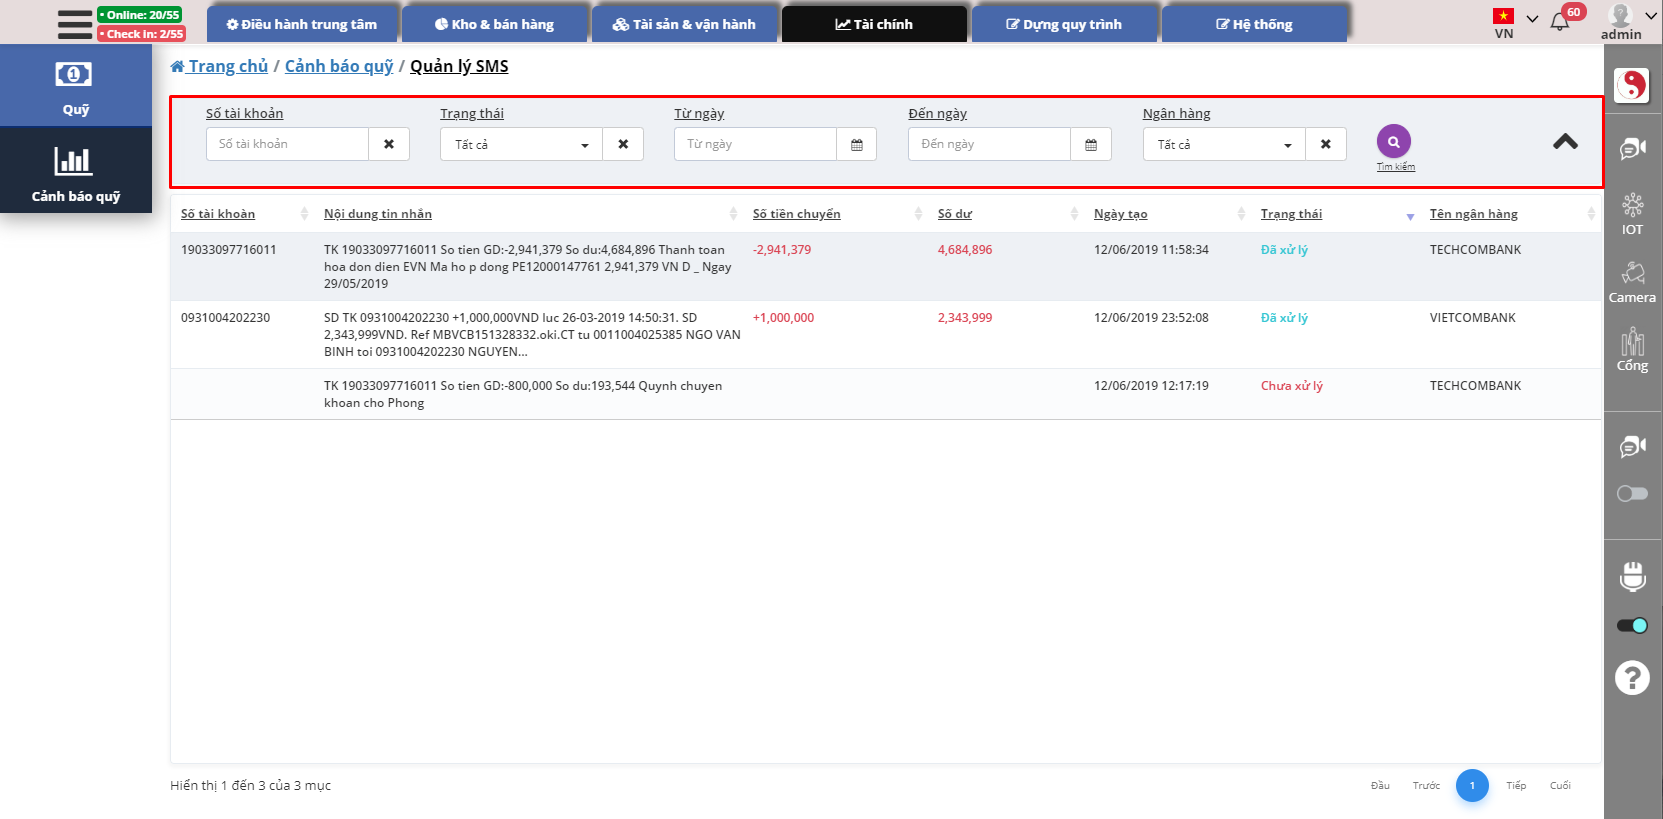 Online: 20/55
Check in: 2/55
Điều hành trung tâm
Kho & bán hàng
Tài sản & vận hành
Tài chính
Dựng quy trình
Hệ thống
VN
60
admin
Quỹ
Cảnh báo quỹ
Trang chủ / Cảnh báo quỹ / Quản lý SMS
Số tài khoản
Trạng thái
Từ ngày
Đến ngày
Ngân hàng
Số tài khoản
Tất cả
Từ ngày
Đến ngày
Tất cả
Tìm kiếm
Số tài khoản
Nội dung tin nhắn
Số tiền chuyển
Số dư
Ngày tạo
Trạng thái
Tên ngân hàng
19033097716011
TK 19033097716011 So tien GD:-2,941,379 So du:4,684,896 Thanh toan
hoa don dien EVN Ma ho p dong PE12000147761 2,941,379 VN D _ Ngay
29/05/2019
-2,941,379
4,684,896
12/06/2019 11:58:34
Đã xử lý
TECHCOMBANK
0931004202230
SD TK 0931004202230 +1,000,000VND luc 26-03-2019 14:50:31. SD
2,343,999VND. Ref MBVCB151328332.oki.CT tu 0011004025385 NGO VAN
BINH toi 0931004202230 NGUYEN...
+1,000,000
2,343,999
12/06/2019 23:52:08
Đã xử lý
VIETCOMBANK
TK 19033097716011 So tien GD:-800,000 So du:193,544 Quynh chuyen
khoan cho Phong
12/06/2019 12:17:19
Chưa xử lý
TECHCOMBANK
Hiển thị 1 đến 3 của 3 mục
Đầu
Trước
1
Tiếp
Cuối
IOT
Camera
Cổng